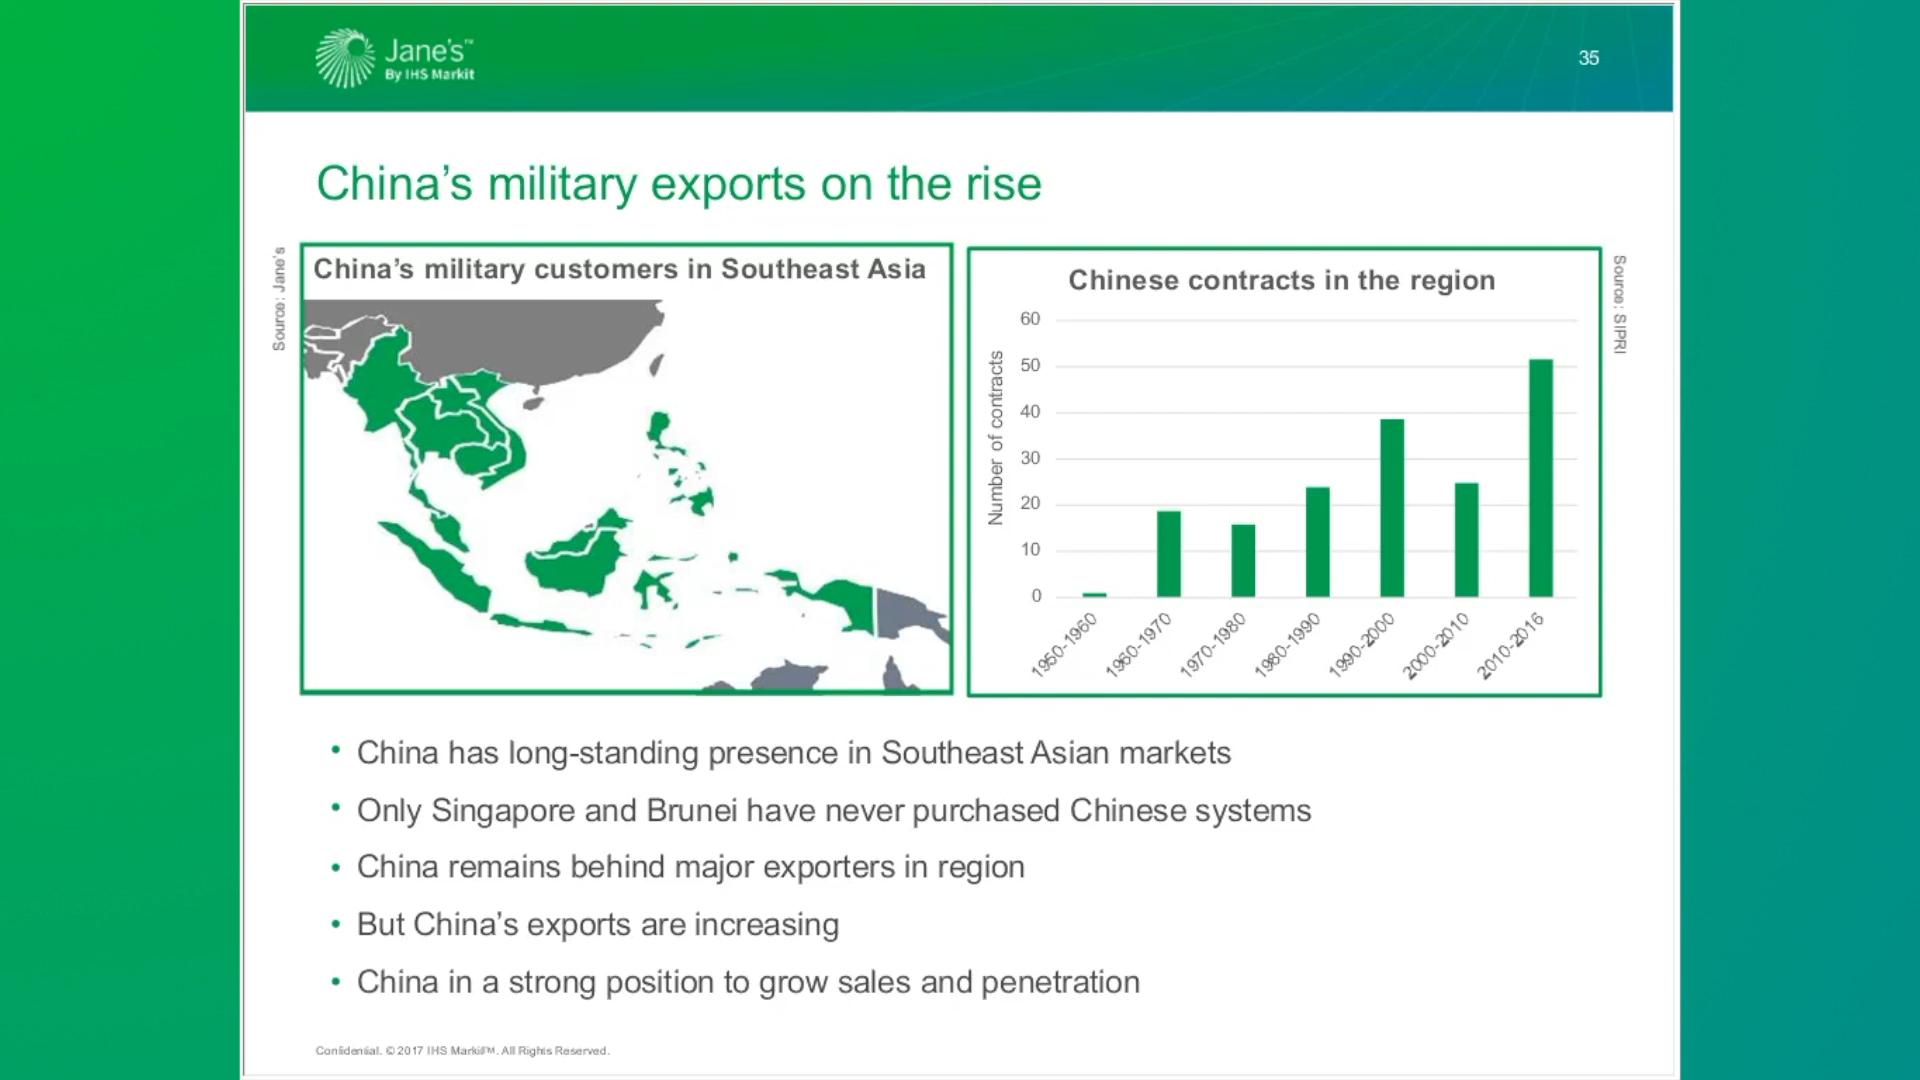 Jane's™
By IHS Markit
35
China’s military exports on the rise
Source: Jane's
China’s military customers in Southeast Asia
Chinese contracts in the region
Source: SIPRI
Number of contracts
60
50
40
30
20
10
0
1950-1960
1960-1970
1970-1980
1980-1990
1990-2000
2000-2010
2010-2016
• China has long-standing presence in Southeast Asian markets
• Only Singapore and Brunei have never purchased Chinese systems
• China remains behind major exporters in region
• But China’s exports are increasing
• China in a strong position to grow sales and penetration
Confidential. © 2017 IHS Markit™. All Rights Reserved.